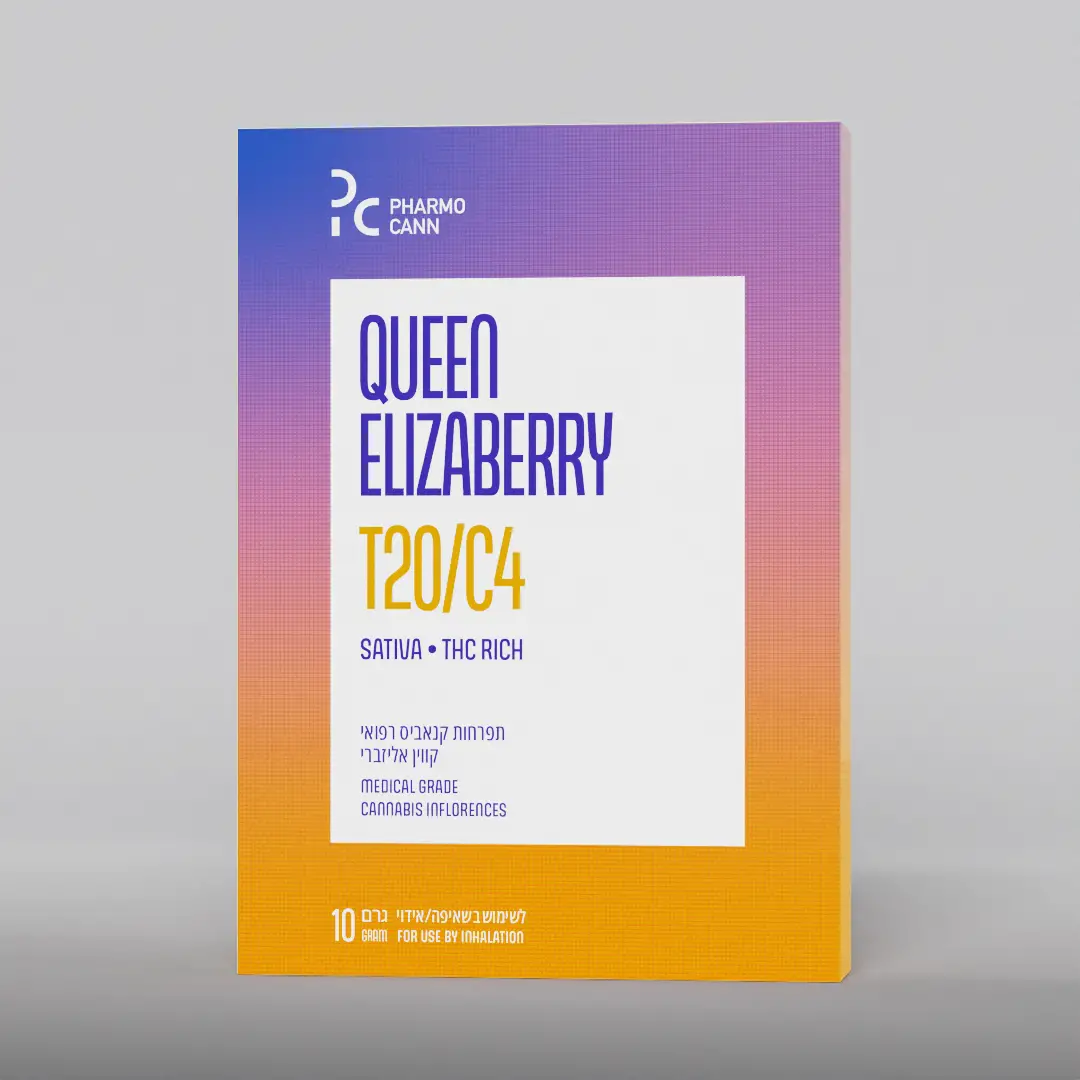 PHARMO
CANN
QUEEN
ELIZABERRY
T20/C4
SATIVA • THC RICH
תפרחות קנאביס רפואי
קווין אליזברי
MEDICAL GRADE
CANNABIS INFLORENCES
10 גרם לשימוש בשאיפה/אידוי
GRAM FOR USE BY INHALATION